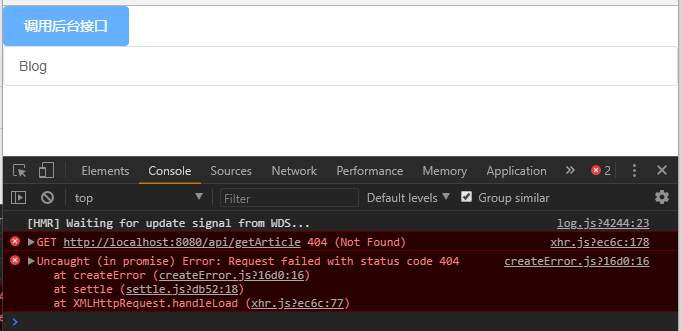 调用后台接口
Blog
Elements Console Sources Network Performance Memory Application » 2
top Filter Default levels Group similar
[HMR] Waiting for update signal from WDS... log.js?4244:23
GET http://localhost:8080/api/getArticle 404 (Not Found) xhr.js?ec6c:178
Uncaught (in promise) Error: Request failed with status code 404 createError.js?16d0:16
at createError (createError.js?16d0:16)
at settle (settle.js?db52:18)
at XMLHttpRequest.handleLoad (xhr.js?ec6c:77)